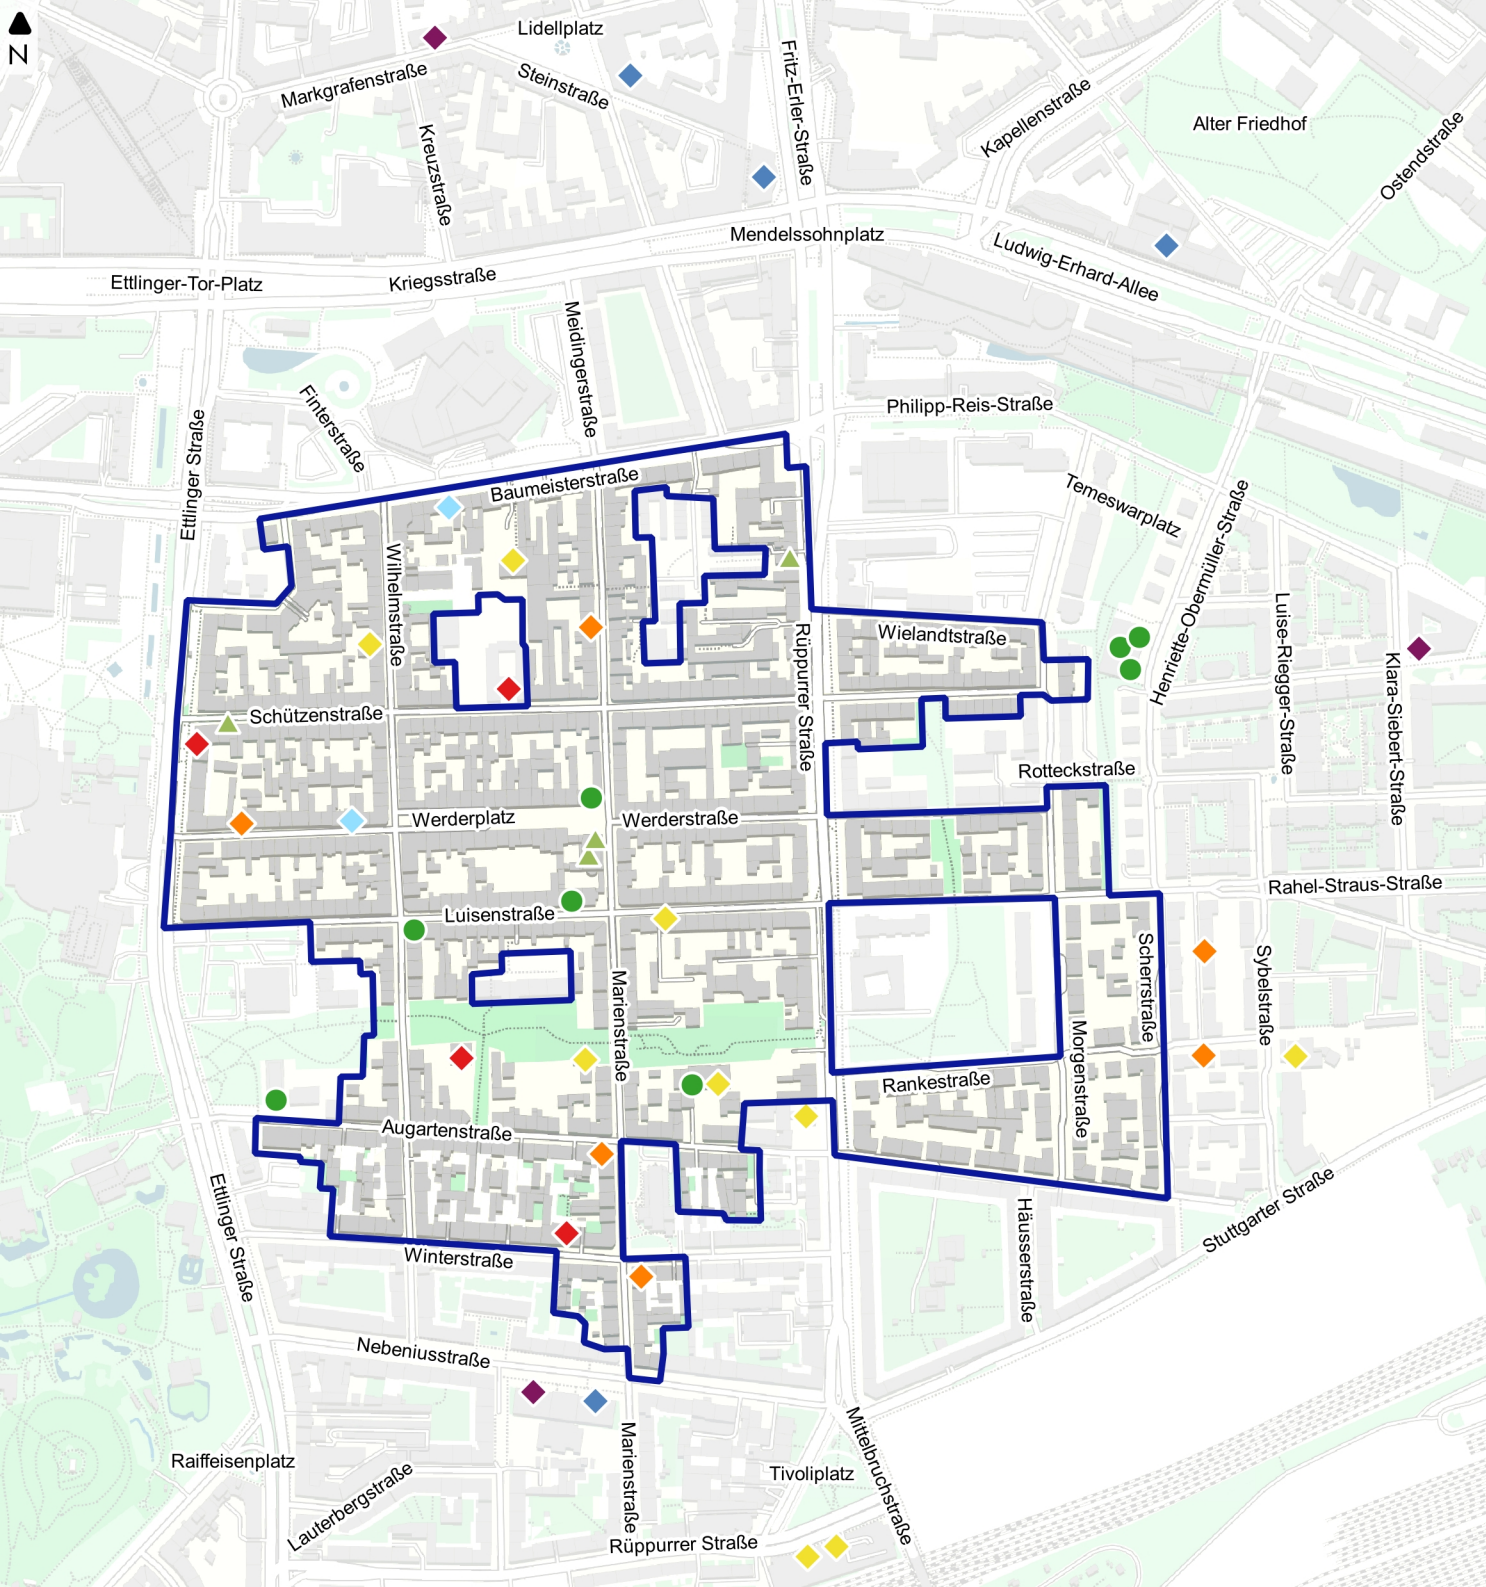 N
Lidellplatz
Markgrafenstraße
Steinstraße
Fritz-Erler-Straße
Kapellenstraße
Alter Friedhof
Ostendstraße
Kreuzstraße
Mendelssohnplatz
Ludwig-Erhard-Allee
Ettlinger-Tor-Platz
Kriegsstraße
Meidingerstraße
Finterstraße
Philipp-Reis-Straße
Ettlinger Straße
Baumeisterstraße
Temeswarplatz
Henriette-Obermüller-Straße
Wilhelmstraße
Wielandtstraße
Rüppurrer Straße
Luise-Riegger-Straße
Klara-Siebert-Straße
Schützenstraße
Rotteckstraße
Werderplatz
Werderstraße
Rahel-Straus-Straße
Luisenstraße
Marienstraße
Scherrstraße
Sybelstraße
Morgenstraße
Rankestraße
Augartenstraße
Ettlinger Straße
Häusserstraße
Stuttgarter Straße
Winterstraße
Nebeniusstraße
Raiffeisenplatz
Lauterbergstraße
Marienstraße
Tivoliplatz
Mittelbruchstraße
Rüppurrer Straße